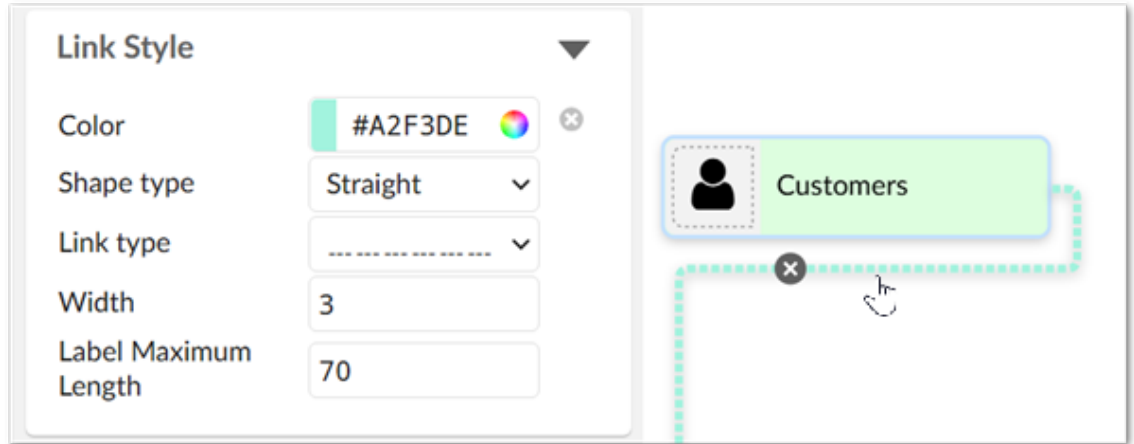 Link Style
Color
#A2F3DE
Shape type
Straight
Link type
Width
3
Label Maximum
Length
70
Customers